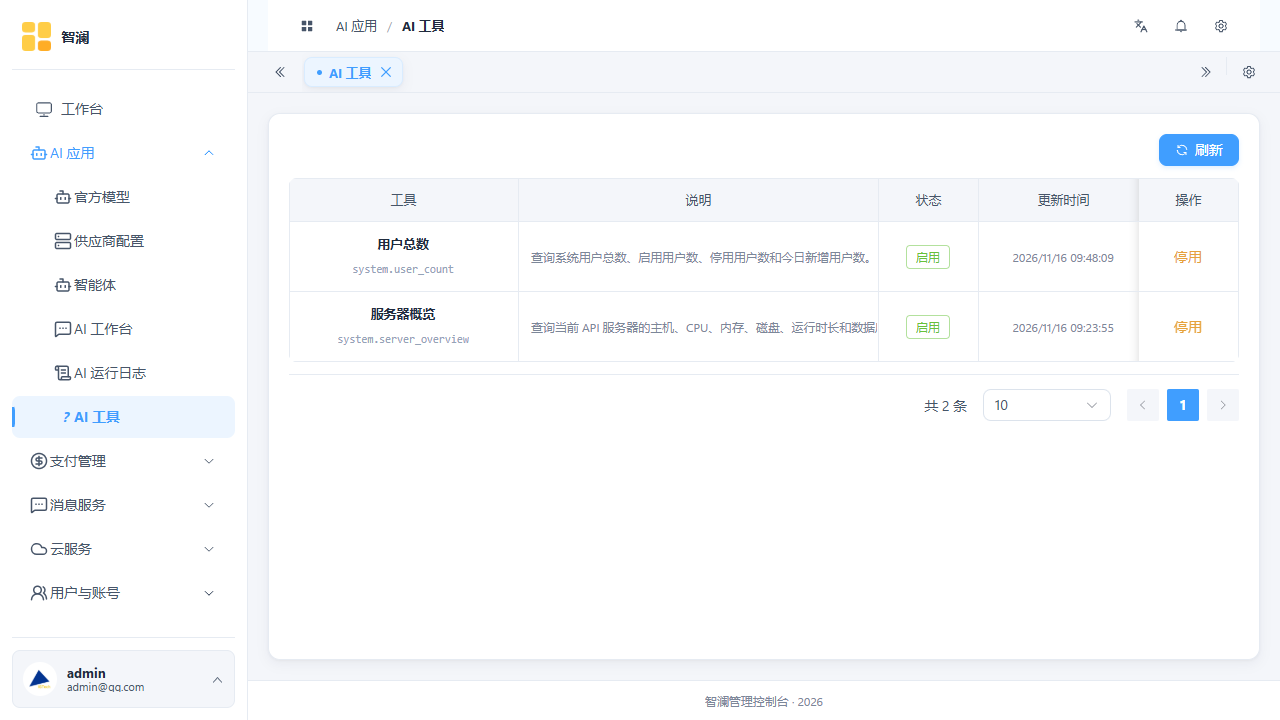 智澜
工作台
AI 应用
官方模型
供应商配置
智能体
AI 工作台
AI 运行日志
? AI 工具
支付管理
消息服务
云服务
用户与账号
admin
admin@qq.com
AI 应用 / AI 工具
AI 工具
刷新
工具 说明 状态 更新时间 操作
用户总数
system.user_count
查询系统用户总数、启用用户数、停用用户数和今日新增用户数。
启用
2026/11/16 09:48:09
停用
服务器概览
system.server_overview
查询当前 API 服务器的主机、CPU、内存、磁盘、运行时长和数据
启用
2026/11/16 09:23:55
停用
共 2 条 10 1
智澜管理控制台 · 2026